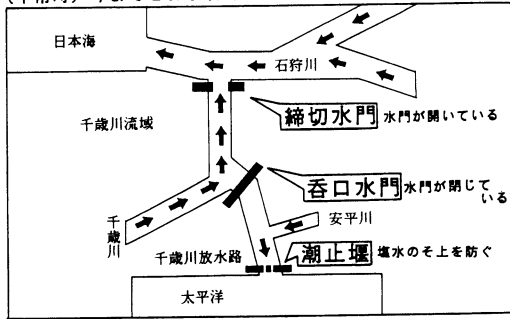 日本海
石狩川
締切水門 水門が開いている
千歳川流域
呑口水門 水門が閉じて
いる
千歳川
安平川
千歳川放水路
潮止堰 塩水のそ上を防ぐ
太平洋